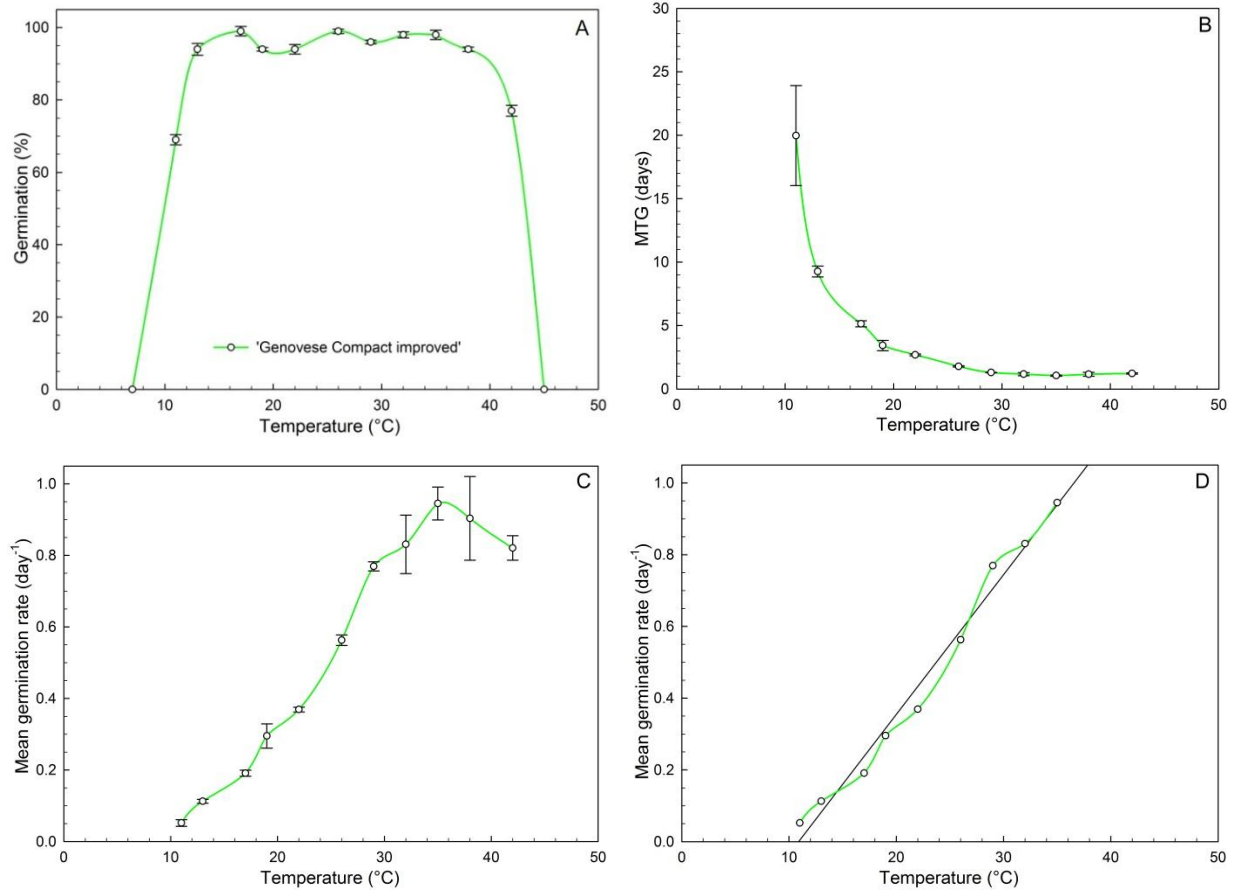 A
100
80
60
40
20
0
Germination (%)
'Genovese Compact improved'
0 10 20 30 40 50
Temperature (°C)
B
30
25
20
15
10
5
0
MTG (days)
0 10 20 30 40 50
Temperature (°C)
C
1.0
0.8
0.6
0.4
0.2
0.0
Mean germination rate (day⁻¹)
0 10 20 30 40 50
Temperature (°C)
D
1.0
0.8
0.6
0.4
0.2
0.0
Mean germination rate (day⁻¹)
0 10 20 30 40 50
Temperature (°C)